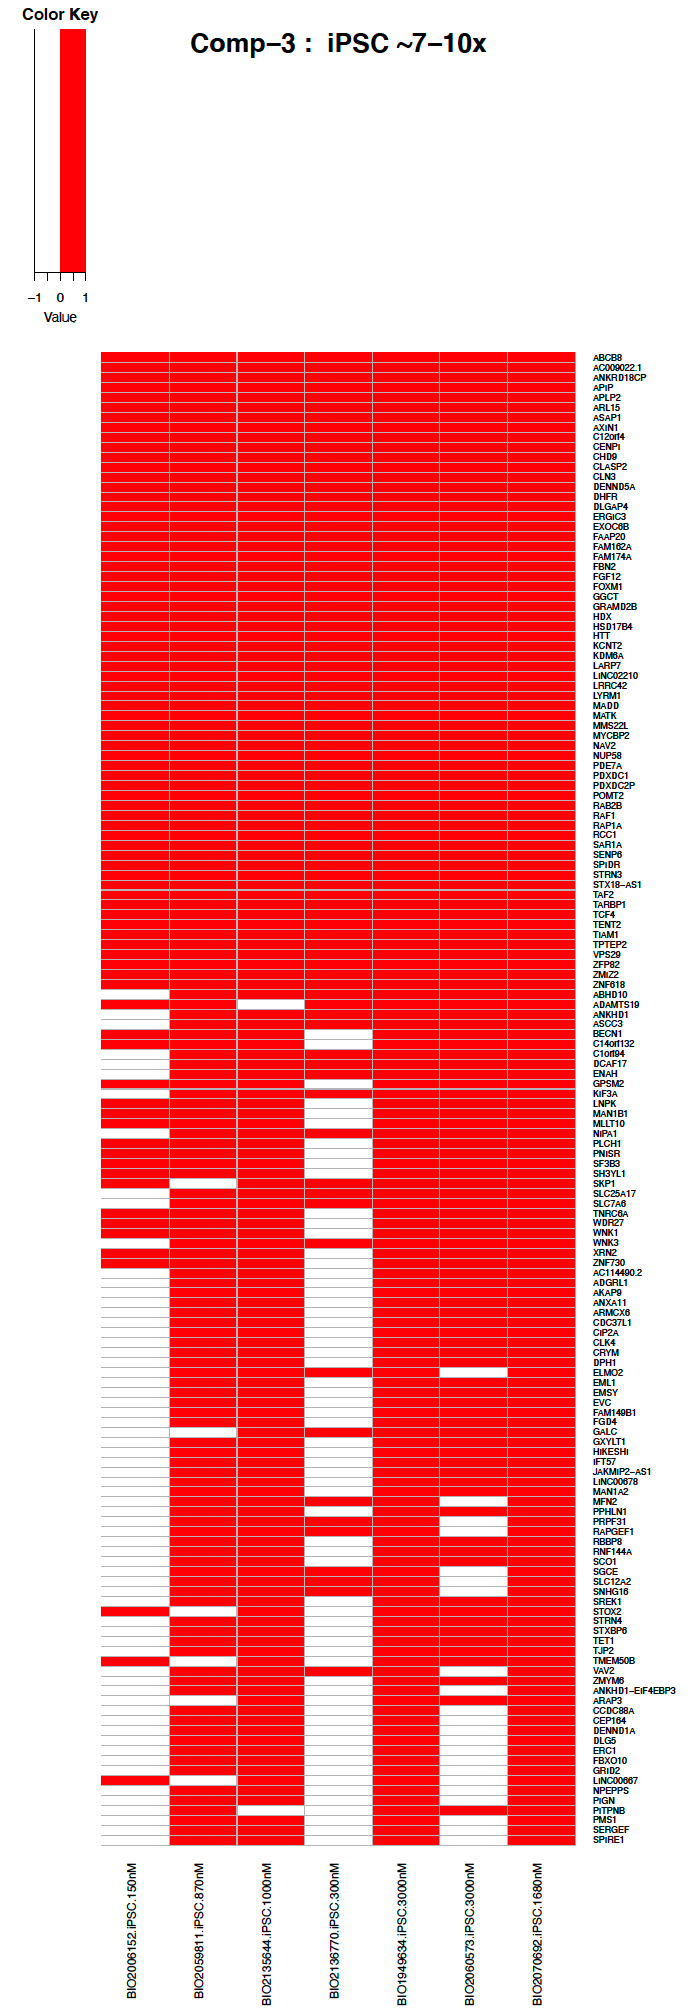 Color Key
Comp−3 : iPSC ~7−10x
−1 0 1
Value
ABCB8
AC009022.1
ANKRD18CP
APiP
APLP2
ARL15
ASAP1
AXiN1
C12orf4
CENPi
CHD9
CLASP2
CLN3
DENND5A
DHFR
DLGAP4
ERGiC3
EXOC6B
FAAP20
FAM162A
FAM174A
FBN2
FGF12
FOXM1
GGCT
GRAMD2B
HDX
HSD17B4
HTT
KCNT2
KDM6A
LARP7
LiNC02210
LRRC42
LYRM1
MADD
MATK
MMS22L
MYCBP2
NAV2
NUP58
PDE7A
PDXDC1
PDXDC2P
POMT2
RAB2B
RAF1
RAP1A
RCC1
SAR1A
SENP6
SPiDR
STRN3
STX18−AS1
TAF2
TARBP1
TCF4
TENT2
TiAM1
TPTEP2
VPS29
ZFP82
ZMiZ2
ZNF618
ABHD10
ADAMTS19
ANKHD1
ASCC3
BECN1
C14orf132
C1orf94
DCAF17
ENAH
GPSM2
KiF3A
LNPK
MAN1B1
MLLT10
NiPA1
PLCH1
PNiSR
SF3B3
SH3YL1
SKP1
SLC25A17
SLC7A6
TNRC6A
WDR27
WNK1
WNK3
XRN2
ZNF730
AC114490.2
ADGRL1
AKAP9
ANXA11
ARMCX6
CDC37L1
CiP2A
CLK4
CRYM
DPH1
ELMO2
EML1
EMSY
EVC
FAM149B1
FGD4
GALC
GXYLT1
HiKESHi
iFT57
JAKMiP2−AS1
LiNC00678
MAN1A2
MFN2
PPHLN1
PRPF31
RAPGEF1
RBBP8
RNF144A
SCO1
SGCE
SLC12A2
SNHG16
SREK1
STOX2
STRN4
STXBP6
TET1
TJP2
TMEM50B
VAV2
ZMYM6
ANKHD1−EiF4EBP3
ARAP3
CCDC88A
CEP164
DENND1A
DLG5
ERC1
FBXO10
GRiD2
LiNC00667
NPEPPS
PiGN
PiTPNB
PMS1
SERGEF
SPiRE1
BIO2006152.iPSC.150nM
BIO2059811.iPSC.870nM
BIO2135644.iPSC.1000nM
BIO2136770.iPSC.300nM
BIO1949634.iPSC.3000nM
BIO2060573.iPSC.3000nM
BIO2070692.iPSC.1680nM